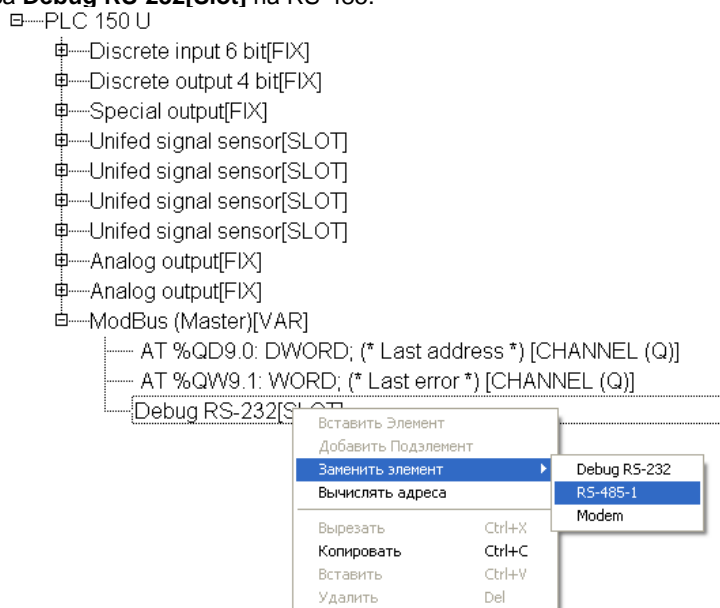 за Debug RS-232[Slot] на RS-485.
PLC 150 U
Discrete input 6 bit[FIX]
Discrete output 4 bit[FIX]
Special output[FIX]
Unifed signal sensor[SLOT]
Unifed signal sensor[SLOT]
Unifed signal sensor[SLOT]
Unifed signal sensor[SLOT]
Analog output[FIX]
Analog output[FIX]
ModBus (Master)[VAR]
AT %QD9.0: DWORD; (* Last address *) [CHANNEL (Q)]
AT %QW9.1: WORD; (* Last error *) [CHANNEL (Q)]
Debug RS-232[SLOT]
Вставить Элемент
Добавить Подэлемент
Заменить элемент Debug RS-232
Вычислять адреса RS-485-1
Modem
Вырезать Ctrl+X
Копировать Ctrl+C
Вставить Ctrl+V
Удалить Del